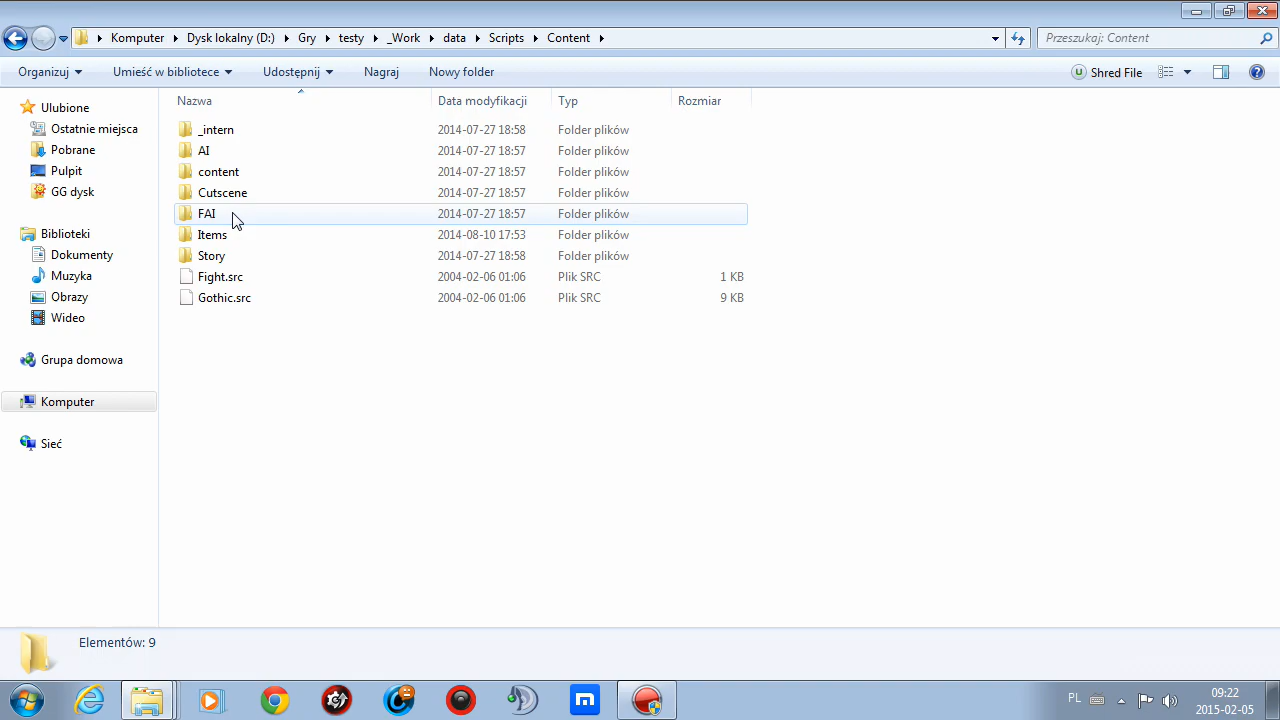 Komputer Dysk lokalny (D:) Gry testy _Work data Scripts Content Przeszukaj: Content
Organizuj Umieść w bibliotece Udostępnij Nagraj Nowy folder Shred File
Nazwa Data modyfikacji Typ Rozmiar
Ulubione
Ostatnie miejsca
Pobrane
Pulpit
GG dysk
Biblioteki
Dokumenty
Muzyka
Obrazy
Wideo
Grupa domowa
Komputer
Sieć
_intern 2014-07-27 18:58 Folder plików
AI 2014-07-27 18:57 Folder plików
content 2014-07-27 18:57 Folder plików
Cutscene 2014-07-27 18:57 Folder plików
FAI 2014-07-27 18:57 Folder plików
Items 2014-08-10 17:53 Folder plików
Story 2014-07-27 18:58 Folder plików
Fight.src 2004-02-06 01:06 Plik SRC 1 KB
Gothic.src 2004-02-06 01:06 Plik SRC 9 KB
Elementów: 9
PL 09:22
2015-02-05